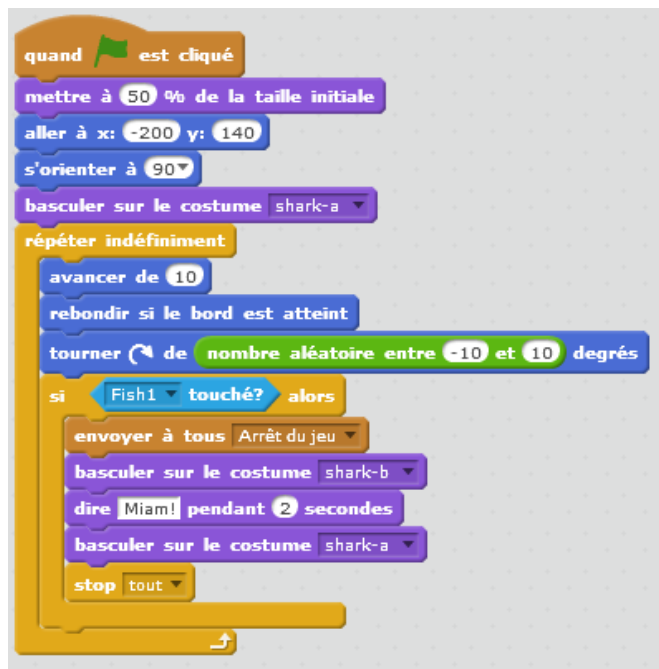 quand est cliqué
mettre à 50 % de la taille initiale
aller à x: -200 y: 140
s'orienter à 90
basculer sur le costume shark-a
répéter indéfiniment
avancer de 10
rebondir si le bord est atteint
tourner de nombre aléatoire entre -10 et 10 degrés
si Fish1 touché? alors
envoyer à tous Arrêt du jeu
basculer sur le costume shark-b
dire Miam! pendant 2 secondes
basculer sur le costume shark-a
stop tout